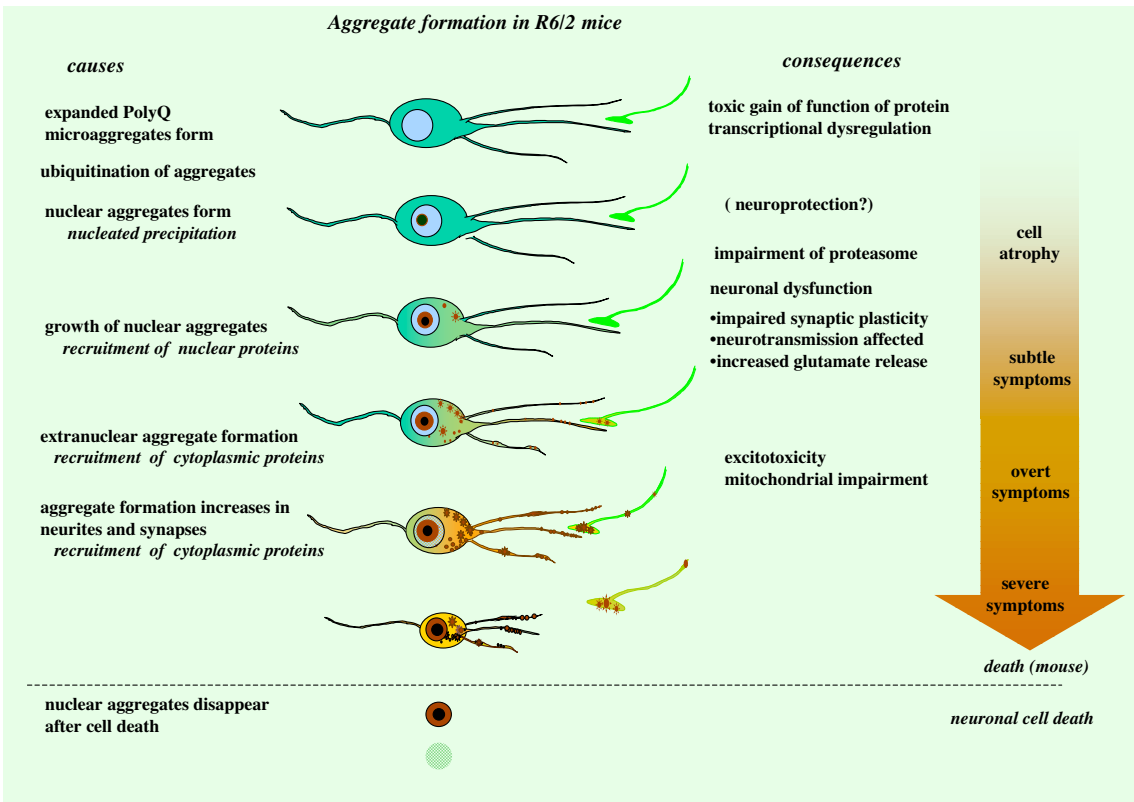 Aggregate formation in R6/2 mice
causes
expanded PolyQ
microaggregates form
ubiquitination of aggregates
nuclear aggregates form
nucleated precipitation
growth of nuclear aggregates
recruitment of nuclear proteins
extranuclear aggregate formation
recruitment of cytoplasmic proteins
aggregate formation increases in
neurites and synapses
recruitment of cytoplasmic proteins
nuclear aggregates disappear
after cell death
consequences
toxic gain of function of protein
transcriptional dysregulation
( neuroprotection?)
impairment of proteasome
neuronal dysfunction
•impaired synaptic plasticity
•neurotransmission affected
•increased glutamate release
excitotoxicity
mitochondrial impairment
cell
atrophy
subtle
symptoms
overt
symptoms
severe
symptoms
death (mouse)
neuronal cell death